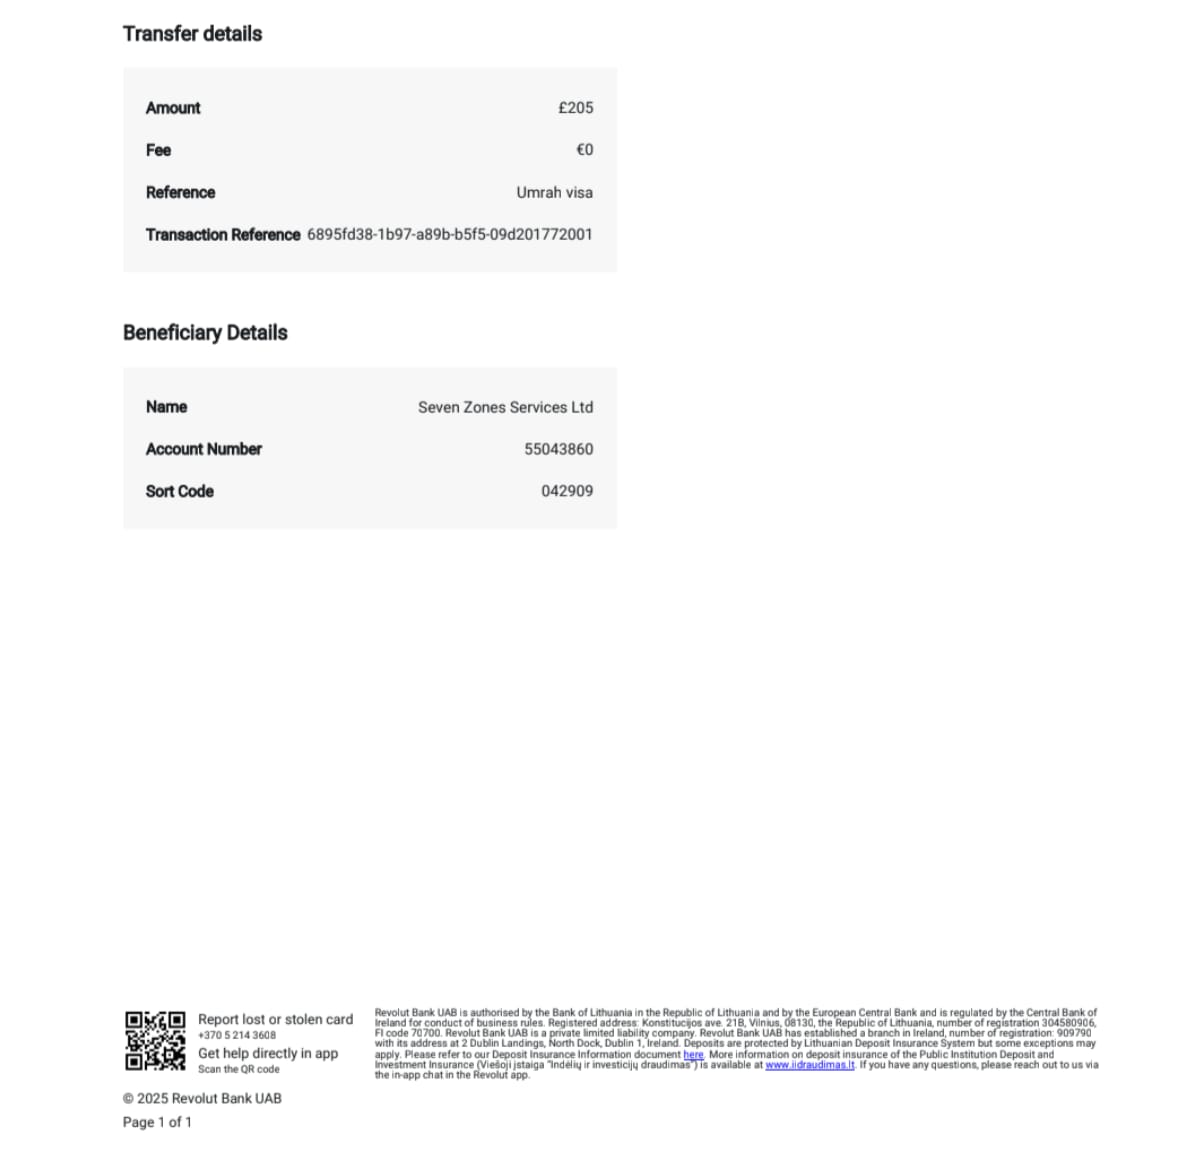 Transfer details
Amount £205
Fee €0
Reference Umrah visa
Transaction Reference 6895fd38-1b97-a89b-b5f5-09d201772001
Beneficiary Details
Name Seven Zones Services Ltd
Account Number 55043860
Sort Code 042909
Report lost or stolen card
+370 5 214 3608
Get help directly in app
Scan the QR code
Revolut Bank UAB is authorised by the Bank of Lithuania in the Republic of Lithuania and by the European Central Bank and is regulated by the Central Bank of
Ireland for conduct of business rules. Registered address: Konstitucijos ave. 21B, Vilnius, 08130, the Republic of Lithuania, number of registration 304580906,
FI code 70700. Revolut Bank UAB is a private limited liability company. Revolut Bank UAB has established a branch in Ireland, number of registration: 909790
with its address at 2 Dublin Landings, North Dock, Dublin 1, Ireland. Deposits are protected by Lithuanian Deposit Insurance System but some exceptions may
apply. Please refer to our Deposit Insurance Information document here. More information on deposit insurance of the Public Institution Deposit and
Investment Insurance (Viešoji įstaiga "Indėlių ir investicijų draudimas") is available at www.iidraudimas.lt. If you have any questions, please reach out to us via
the in-app chat in the Revolut app.
© 2025 Revolut Bank UAB
Page 1 of 1